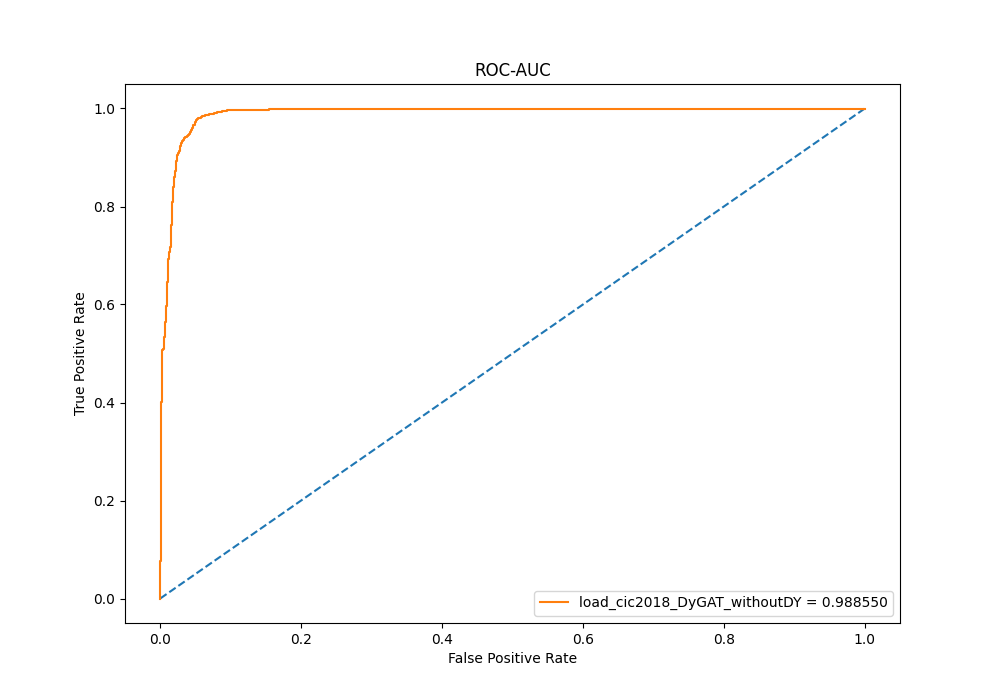 ROC-AUC
1.0
0.8
0.6
0.4
0.2
0.0
True Positive Rate
load_cic2018_DyGAT_withoutDY = 0.988550
0.0 0.2 0.4 0.6 0.8 1.0
False Positive Rate